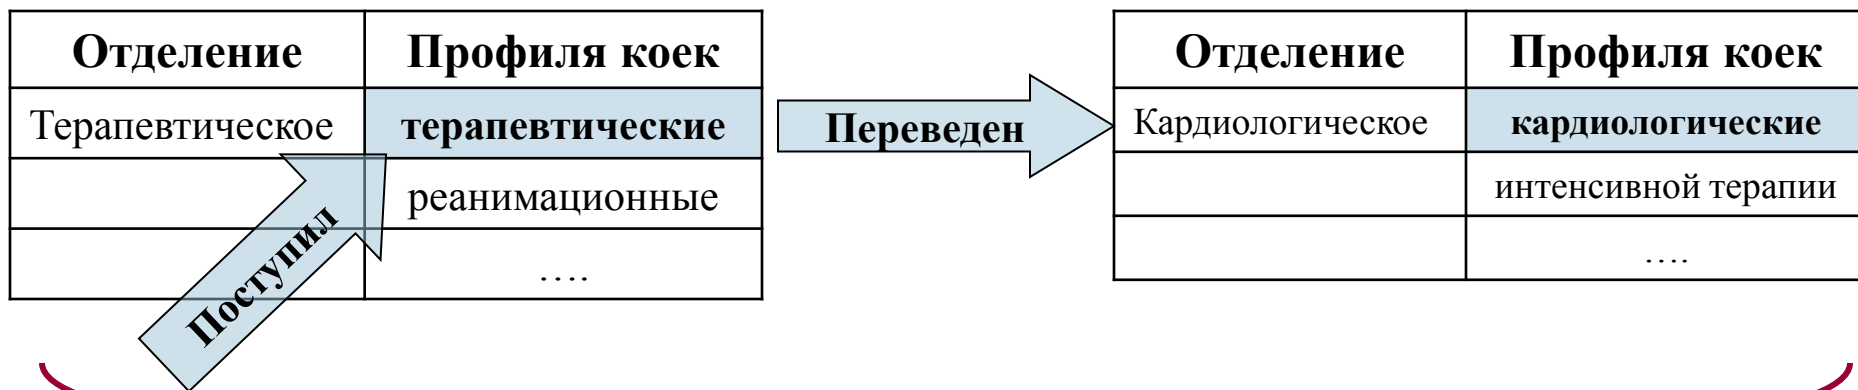 Отделение Профиля коек
Терапевтическое терапевтические
реанимационные
….
Поступил
Переведен
Отделение Профиля коек
Кардиологическое кардиологические
интенсивной терапии
….